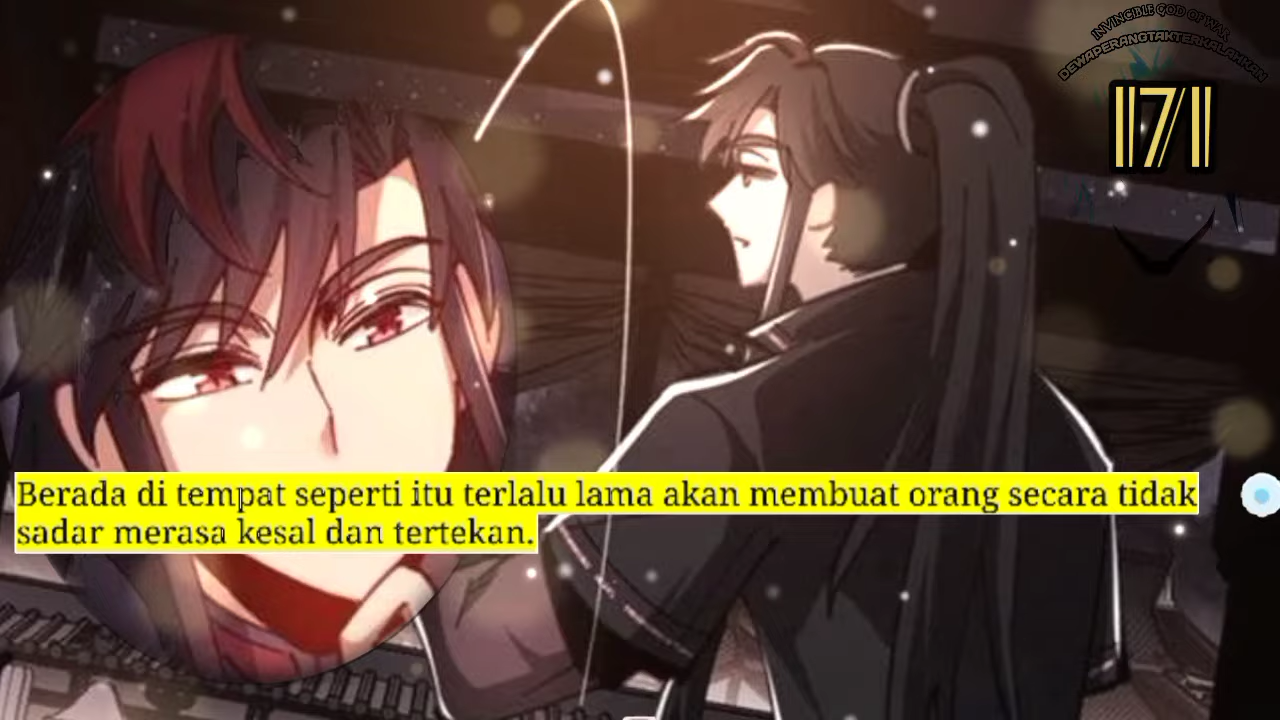 INVINCIBLE GOD OF WAR
DEWAPERANGTAKTERKALAHKAN
171
Berada di tempat seperti itu terlalu lama akan membuat orang secara tidak
sadar merasa kesal dan tertekan.